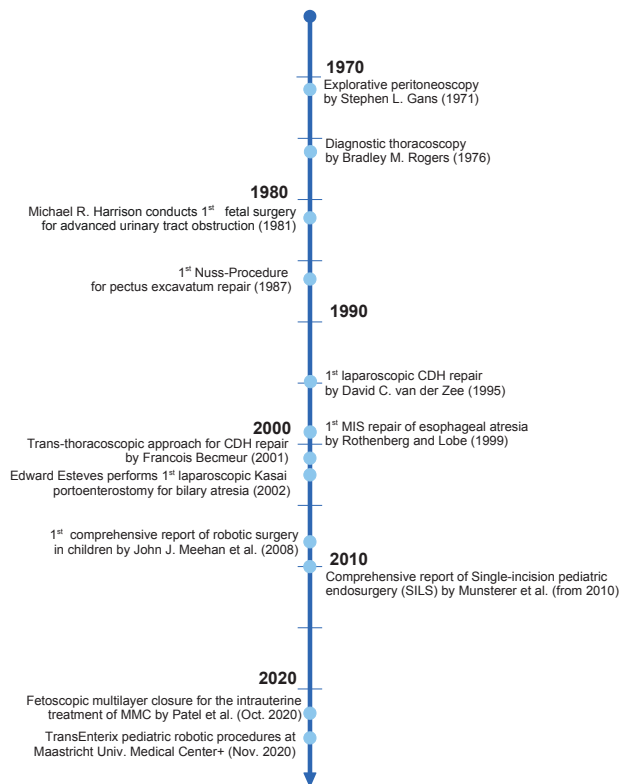 1970
Explorative peritoneoscopy
by Stephen L. Gans (1971)
Diagnostic thoracoscopy
by Bradley M. Rogers (1976)
1980
Michael R. Harrison conducts 1st fetal surgery
for advanced urinary tract obstruction (1981)
1st Nuss-Procedure
for pectus excavatum repair (1987)
1990
1st laparoscopic CDH repair
by David C. van der Zee (1995)
1st MIS repair of esophageal atresia
by Rothenberg and Lobe (1999)
2000
Trans-thoracoscopic approach for CDH repair
by Francois Becmeur (2001)
Edward Esteves performs 1st laparoscopic Kasai
portoenterostomy for bilary atresia (2002)
1st comprehensive report of robotic surgery
in children by John J. Meehan et al. (2008)
2010
Comprehensive report of Single-incision pediatric
endosurgery (SILS) by Munsterer et al. (from 2010)
2020
Fetoscopic multilayer closure for the intrauterine
treatment of MMC by Patel et al. (Oct. 2020)
TransEnterix pediatric robotic procedures at
Maastricht Univ. Medical Center+ (Nov. 2020)